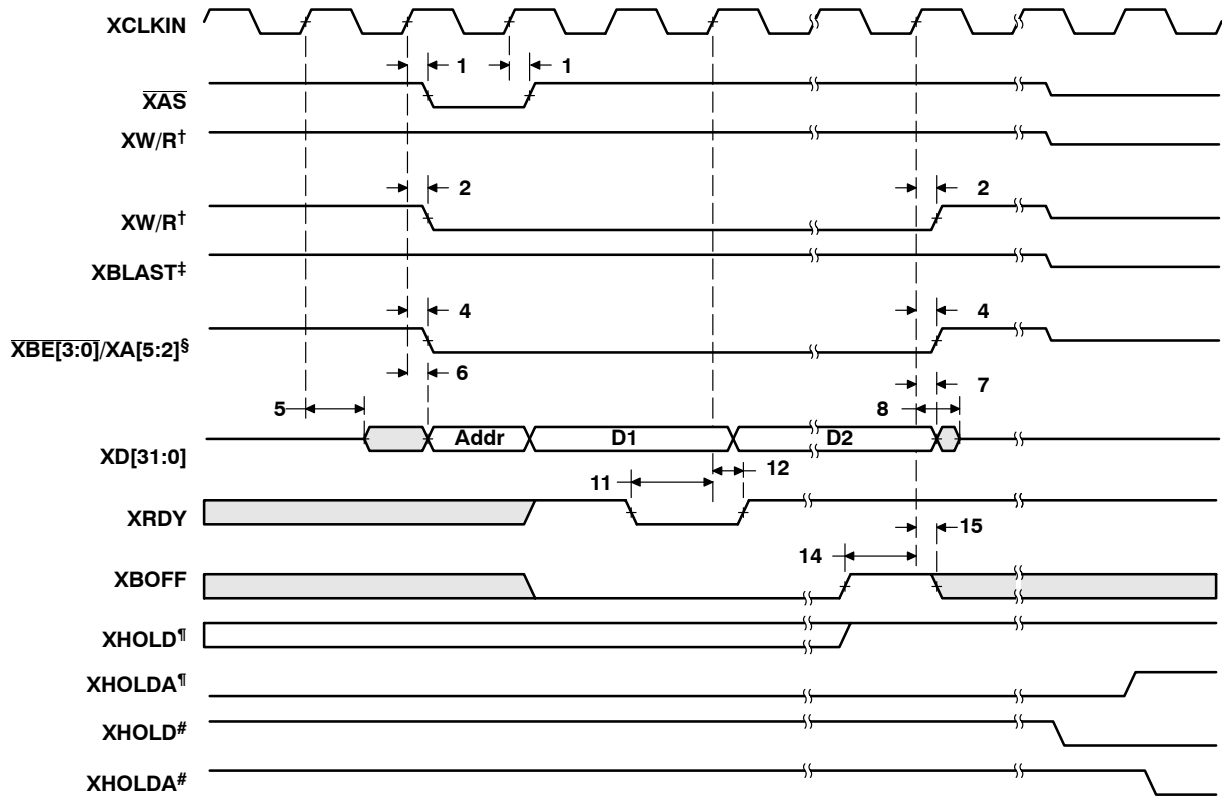 XCLKIN
1 1
XAS
XW/R†
2 2
XW/R†
XBLAST‡
4 4
XBE[3:0]/XA[5:2]§
6
7
5 8
Addr D1 D2
XD[31:0]
12
11
XRDY
15
14
XBOFF
XHOLD¶
XHOLDA¶
XHOLD#
XHOLDA#